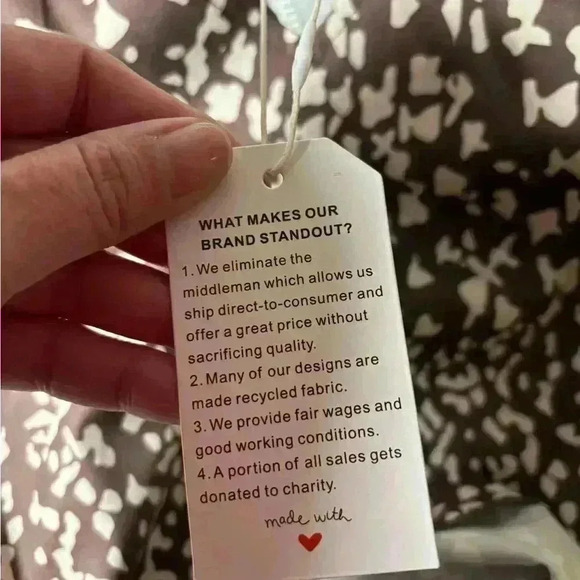 WHAT MAKES OUR
BRAND STANDOUT?
1. We eliminate the
middleman which allows us
ship direct-to-consumer and
offer a great price without
sacrificing quality.
2. Many of our designs are
made recycled fabric.
3. We provide fair wages and
good working conditions.
4. A portion of all sales gets
donated to charity.
made with